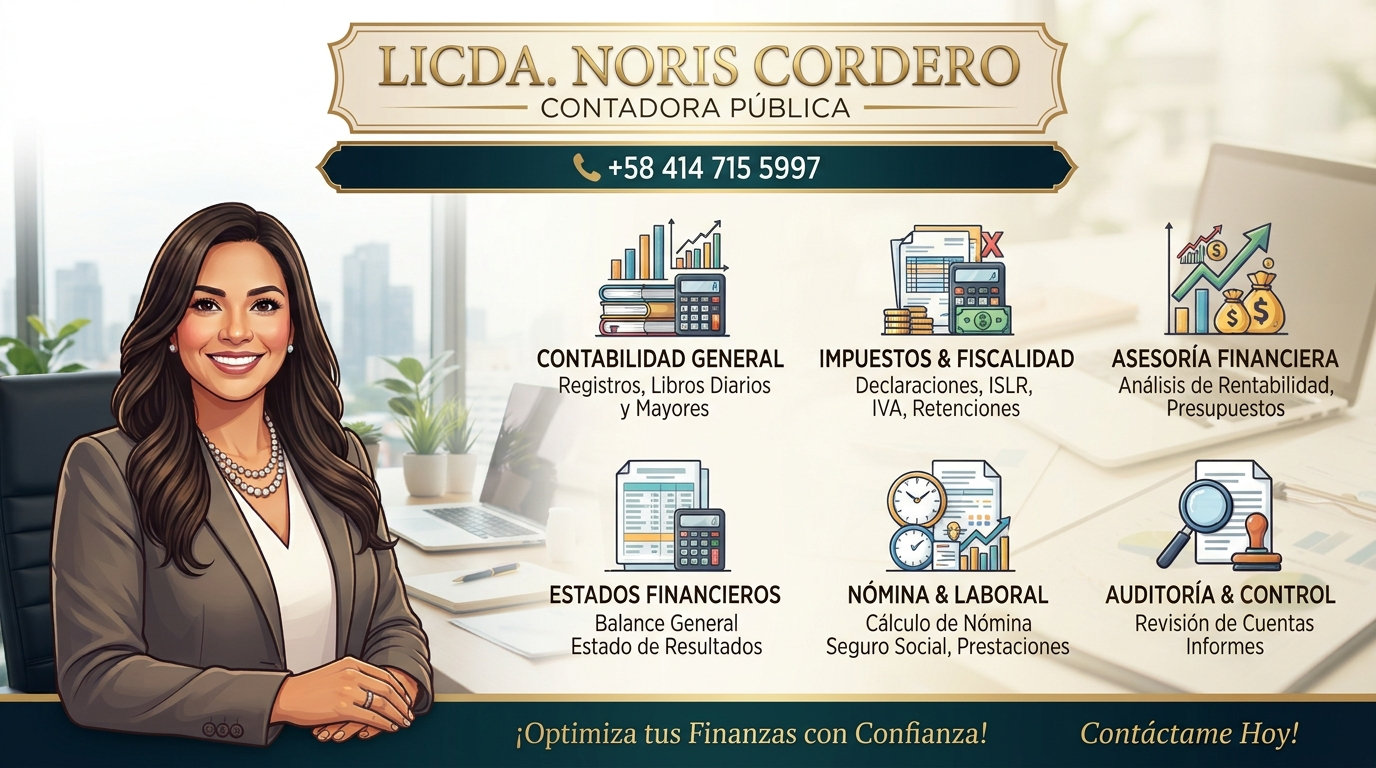 LICDA. NORIS CORDERO
CONTADORA PÚBLICA
+58 414 715 5997
CONTABILIDAD GENERAL
Registros, Libros Diarios
y Mayores
IMPUESTOS & FISCALIDAD
Declaraciones, ISLR,
IVA, Retenciones
ASESORÍA FINANCIERA
Análisis de Rentabilidad,
Presupuestos
ESTADOS FINANCIEROS
Balance General
Estado de Resultados
NÓMINA & LABORAL
Cálculo de Nómina
Seguro Social, Prestaciones
AUDITORÍA & CONTROL
Revisión de Cuentas
Informes
¡Optimiza tus Finanzas con Confianza!
Contáctame Hoy!